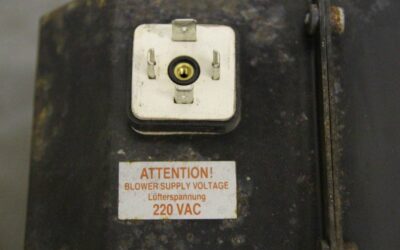 ATTENTION!
BLOWER SUPPLY VOLTAGE
Lüfterspannung
220 VAC